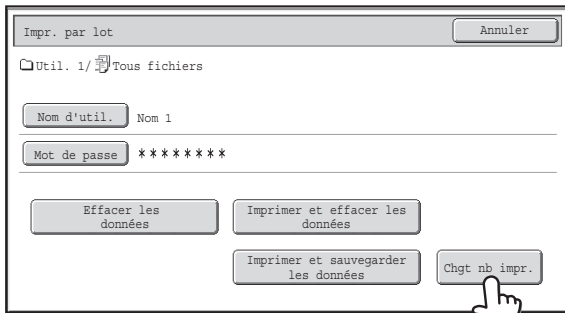 Impr. par lot
Annuler
Util. 1/ Tous fichiers
Nom d'util. Nom 1
Mot de passe ********
Effacer les
données
Imprimer et effacer les
données
Imprimer et sauvegarder
les données
Chgt nb impr.